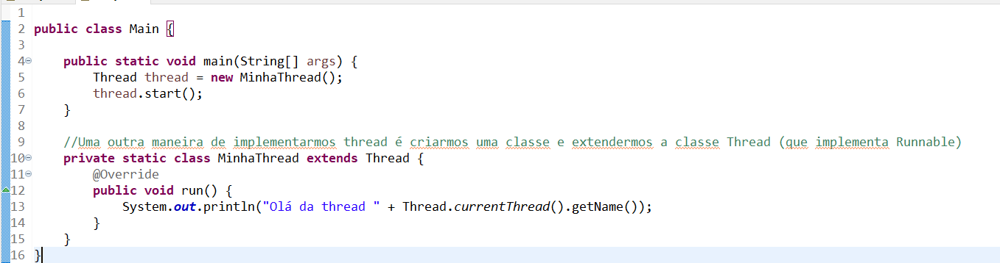 1
2 public class Main {
3
4 public static void main(String[] args) {
5 Thread thread = new MinhaThread();
6 thread.start();
7 }
8
9 //Uma outra maneira de implementarmos thread é criarmos uma classe e extendermos a classe Thread (que implementa Runnable)
10 private static class MinhaThread extends Thread {
11 @Override
12 public void run() {
13 System.out.println("Olá da thread " + Thread.currentThread().getName());
14 }
15 }
16 }